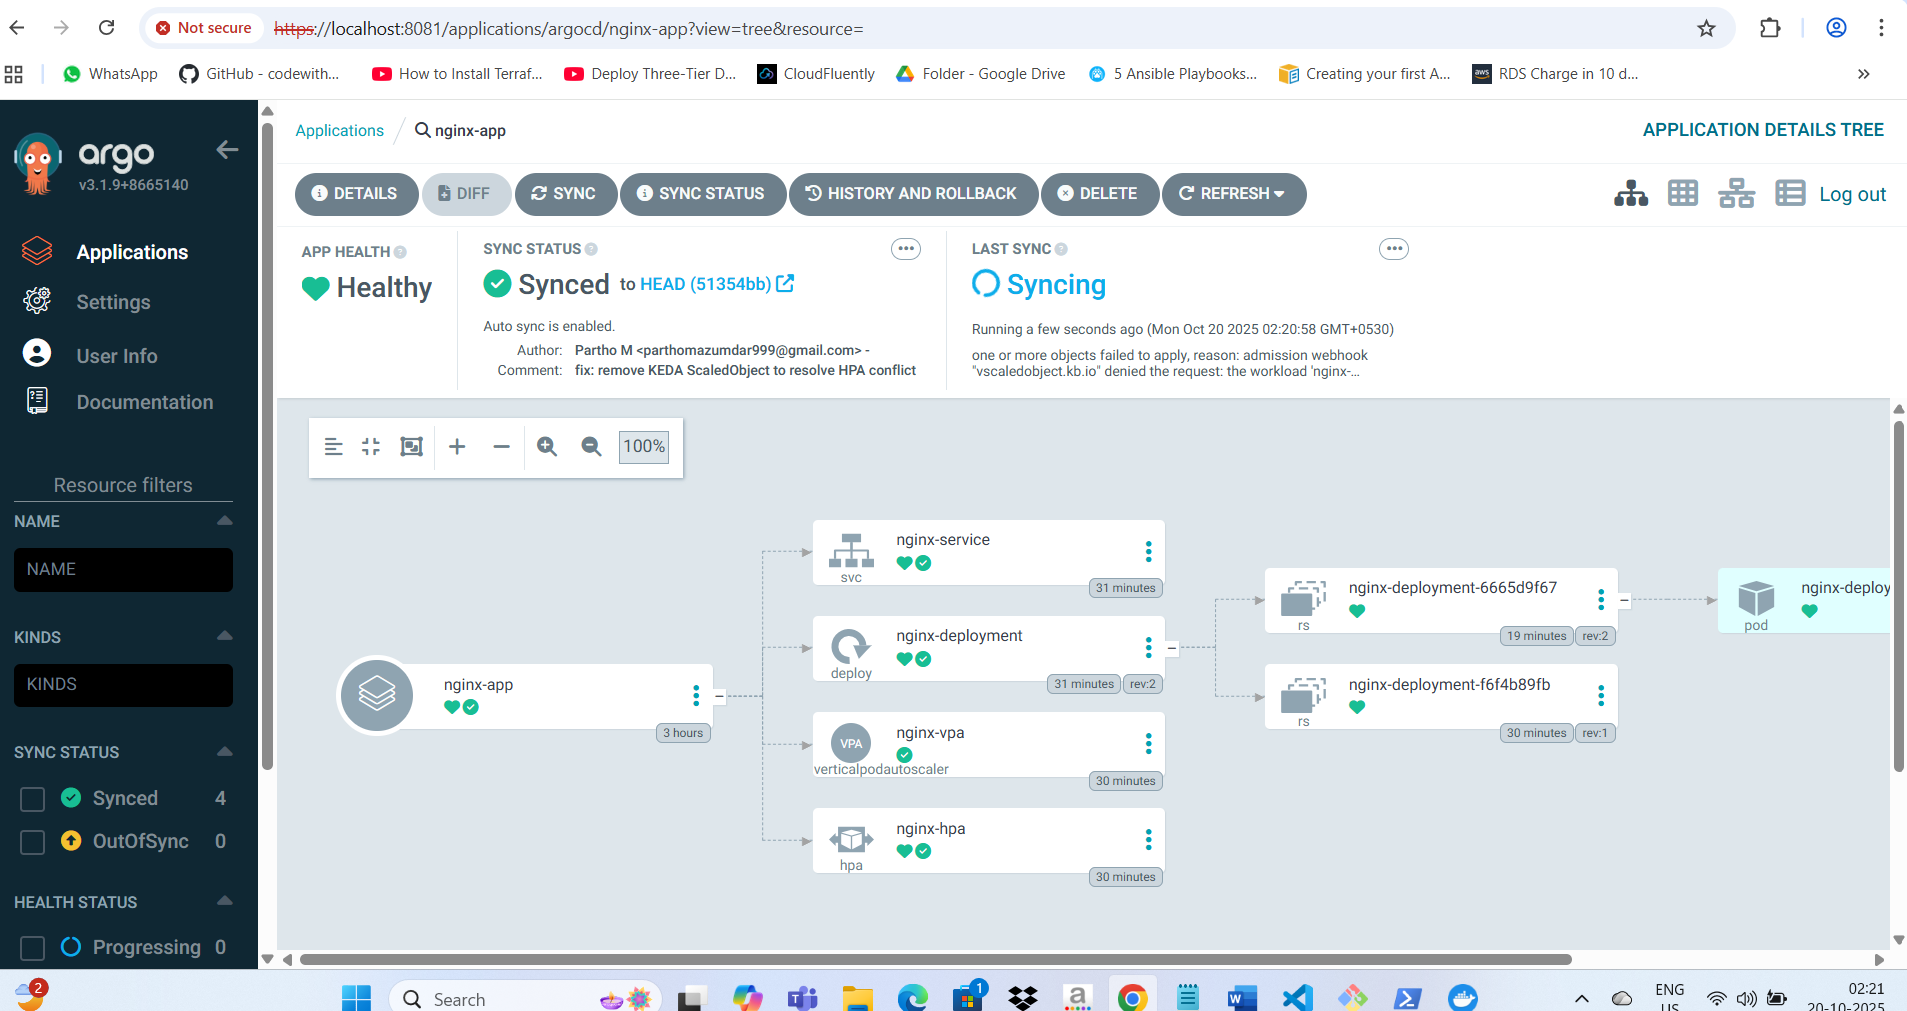 Not secure https://localhost:8081/applications/argocd/nginx-app?view=tree&resource=
WhatsApp GitHub - codewith... How to Install Terraf... Deploy Three-Tier D... CloudFluently Folder - Google Drive 5 Ansible Playbooks... Creating your first A... aws RDS Charge in 10 d... »
argo
v3.1.9+8665140
Applications
Settings
User Info
Documentation
Resource filters
NAME
NAME
KINDS
KINDS
SYNC STATUS
Synced 4
OutOfSync 0
HEALTH STATUS
Progressing 0
Applications / nginx-app
APPLICATION DETAILS TREE
DETAILS DIFF SYNC SYNC STATUS HISTORY AND ROLLBACK DELETE REFRESH
Log out
APP HEALTH
Healthy
SYNC STATUS
Synced to HEAD (51354bb)
Auto sync is enabled.
Author: Partho M <parthomazumdar999@gmail.com> -
Comment: fix: remove KEDA ScaledObject to resolve HPA conflict
LAST SYNC
Syncing
Running a few seconds ago (Mon Oct 20 2025 02:20:58 GMT+0530)
one or more objects failed to apply, reason: admission webhook
"vscaledobject.kb.io" denied the request: the workload 'nginx-...
100%
nginx-app
3 hours
nginx-service
svc
31 minutes
nginx-deployment
deploy
31 minutes rev:2
VPA
nginx-vpa
verticalpodautoscaler
30 minutes
nginx-hpa
hpa
30 minutes
nginx-deployment-6665d9f67
rs
19 minutes rev:2
nginx-deployment-f6f4b89fb
rs
30 minutes rev:1
nginx-deploy
pod
2
Search
1
ENG
US
02:21
20-10-2025